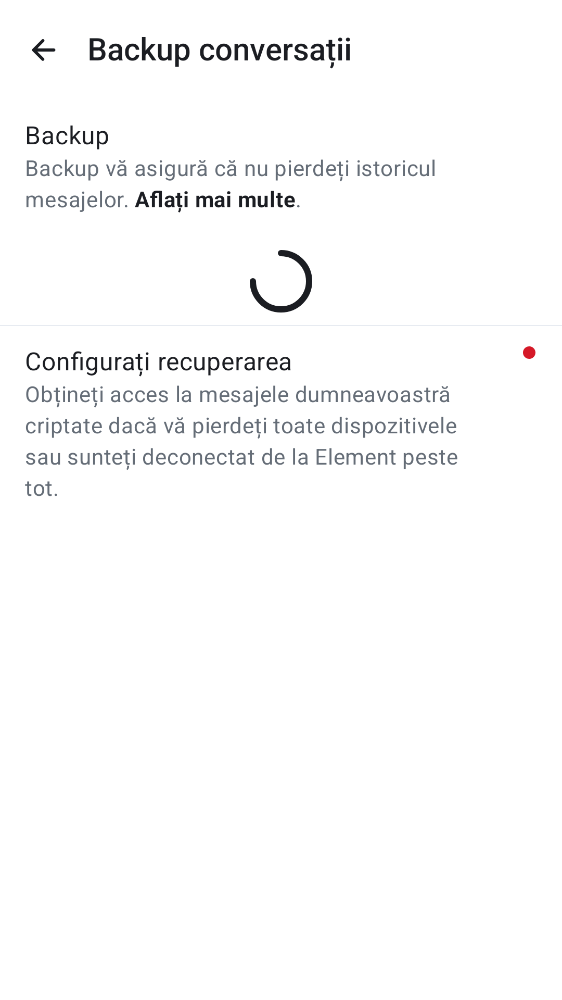 Backup conversații
Backup
Backup vă asigură că nu pierdeți istoricul
mesajelor. Aflați mai multe.
Configurați recuperarea
Obțineți acces la mesajele dumneavoastră
criptate dacă vă pierdeți toate dispozitivele
sau sunteți deconectat de la Element peste
tot.